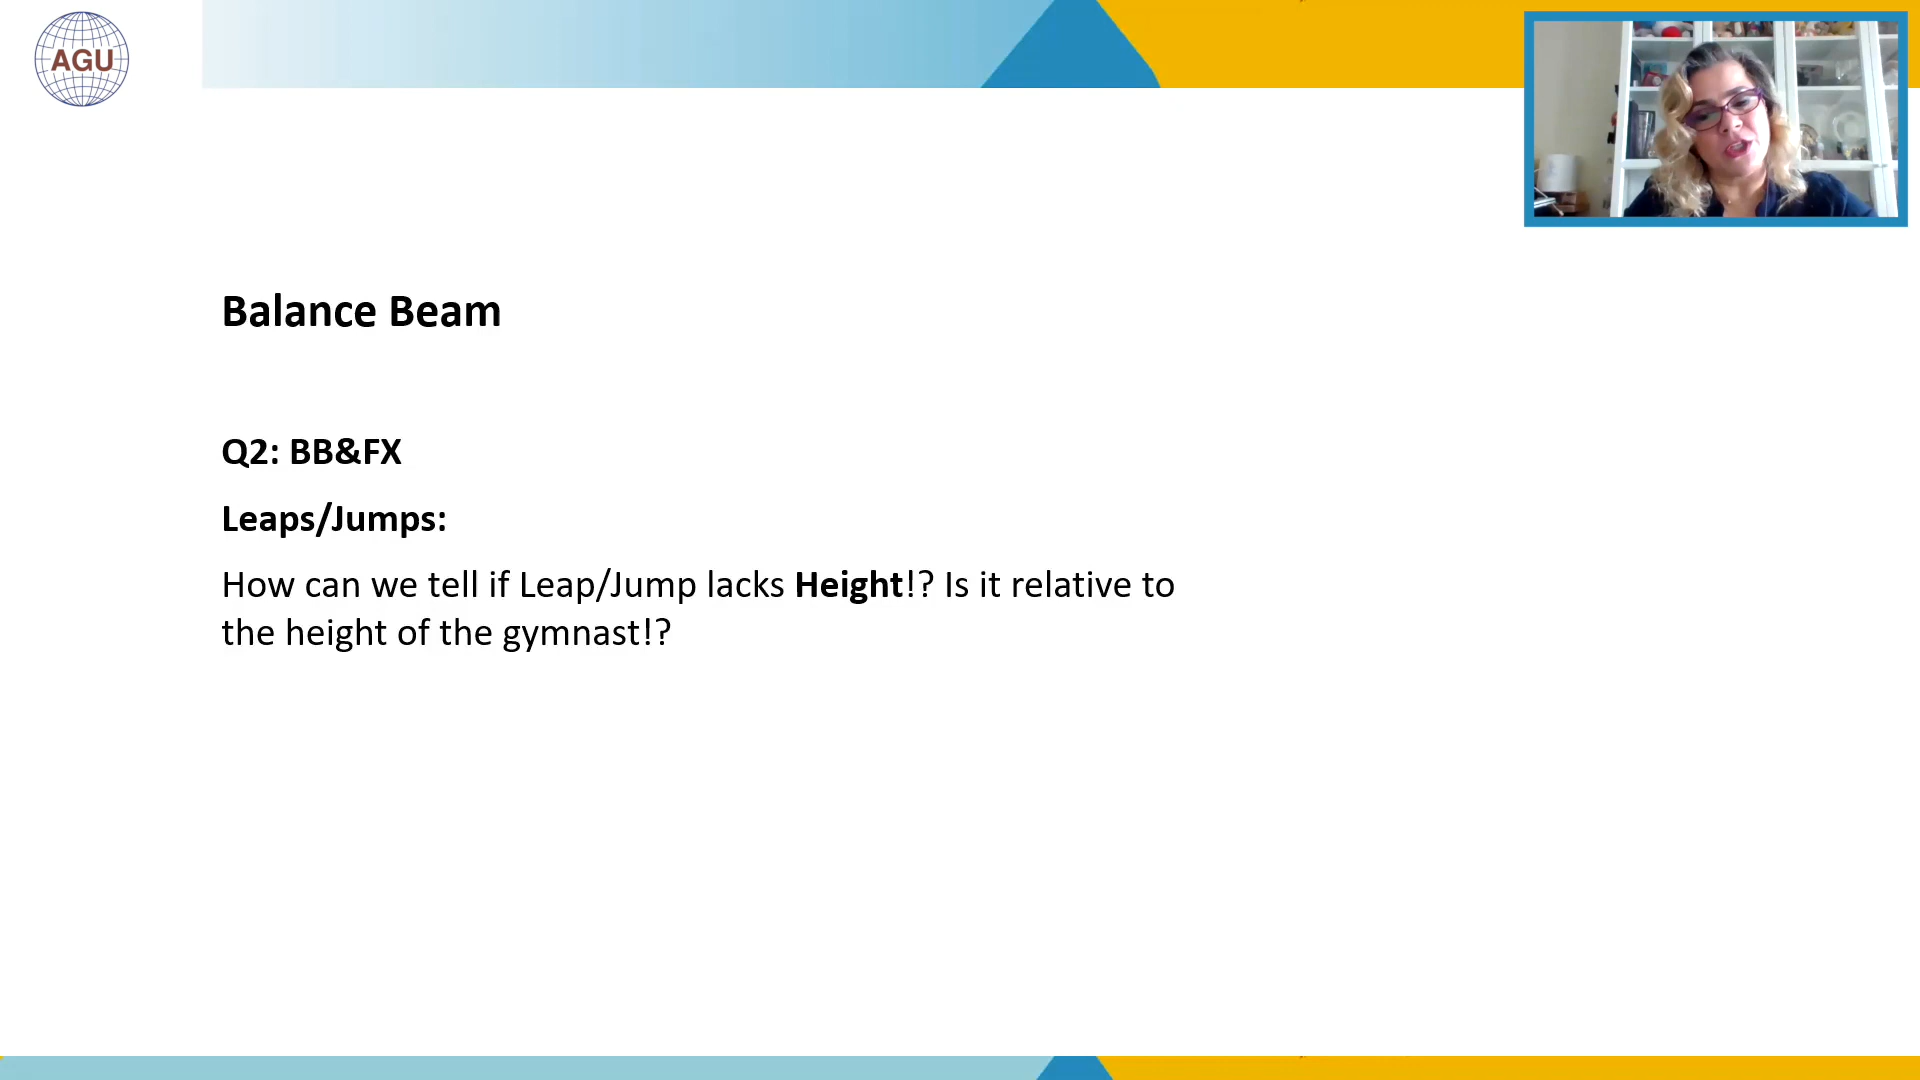 AGU
Balance Beam
Q2: BB&FX
Leaps/Jumps:
How can we tell if Leap/Jump lacks Height!? Is it relative to
the height of the gymnast!?